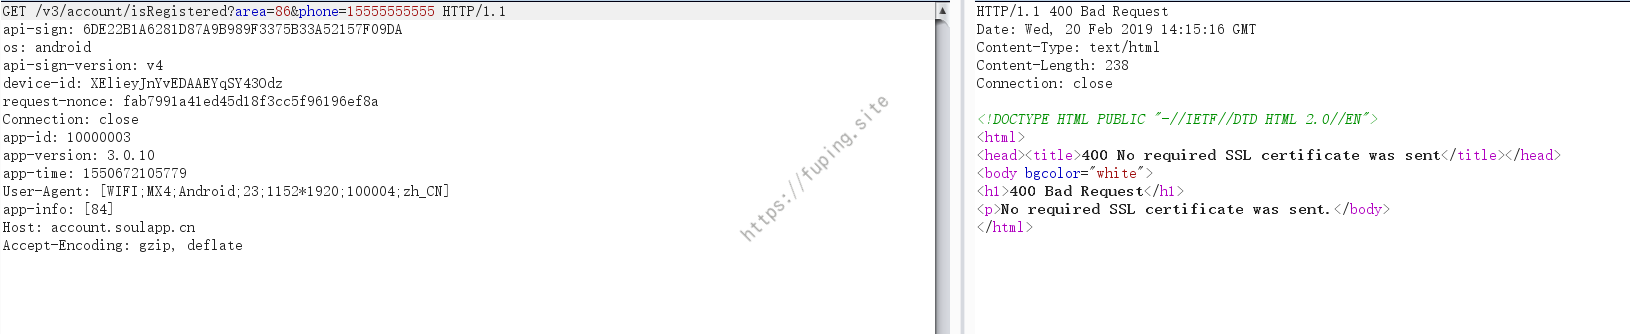 GET /v3/account/isRegistered?area=86&phone=15555555555 HTTP/1.1
api-sign: 6DE22B1A6281D87A9B989F3375B33A52157F09DA
os: android
api-sign-version: v4
device-id: XElieyJnYvEDAAEYqSY43Odz
request-nonce: fab7991a41ed45d18f3cc5f96196ef8a
Connection: close
app-id: 10000003
app-version: 3.0.10
app-time: 1550672105779
User-Agent: [WIFI;MX4;Android;23;1152*1920;100004;zh_CN]
app-info: [84]
Host: account.soulapp.cn
Accept-Encoding: gzip, deflate
https://fuping.site
HTTP/1.1 400 Bad Request
Date: Wed, 20 Feb 2019 14:15:16 GMT
Content-Type: text/html
Content-Length: 238
Connection: close
<!DOCTYPE HTML PUBLIC "-//IETF//DTD HTML 2.0//EN">
<html>
<head><title>400 No required SSL certificate was sent</title></head>
<body bgcolor="white">
<h1>400 Bad Request</h1>
<p>No required SSL certificate was sent.</body>
</html>